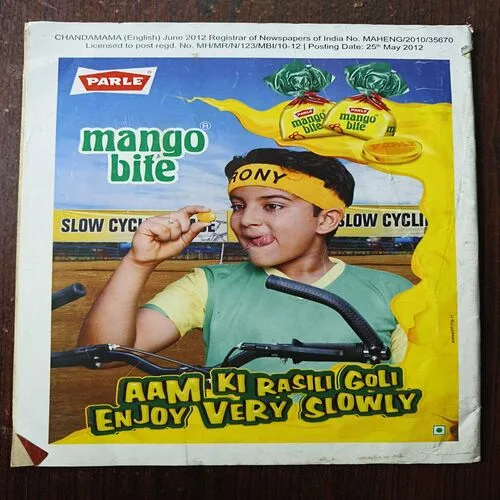 CHANDAMAMA (English) June 2012 Registrar of Newspapers of India No. MAHENG/2010/35670
Licensed to post regd. No. MH/MR/N/123/MBI/10-12 | Posting Date: 25th May 2012
PARLE
mango
bite
mango
bite
®
mango
bite
RONY
SLOW CYCL
SLOW CYCLI
AAM KI RASILI GOLI
ENJOY VERY SLOWLY